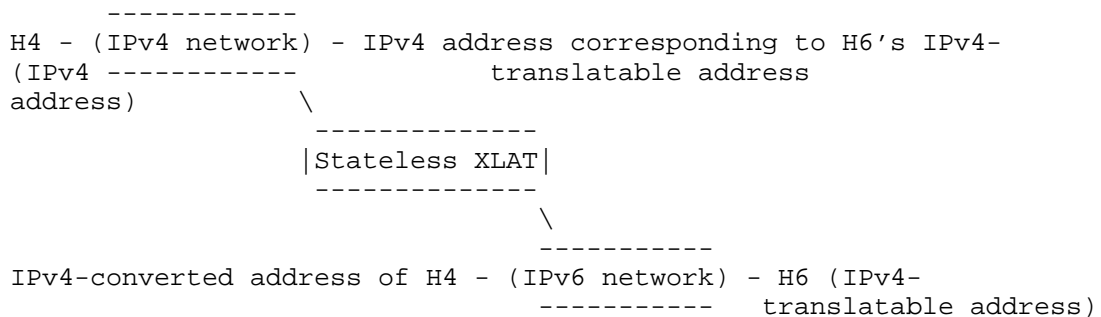 ------------
H4 - (IPv4 network) - IPv4 address corresponding to H6's IPv4-
(IPv4 ------------ translatable address
address) \
--------------
|Stateless XLAT|
--------------
\
-----------
IPv4-converted address of H4 - (IPv6 network) - H6 (IPv4-
----------- translatable address)